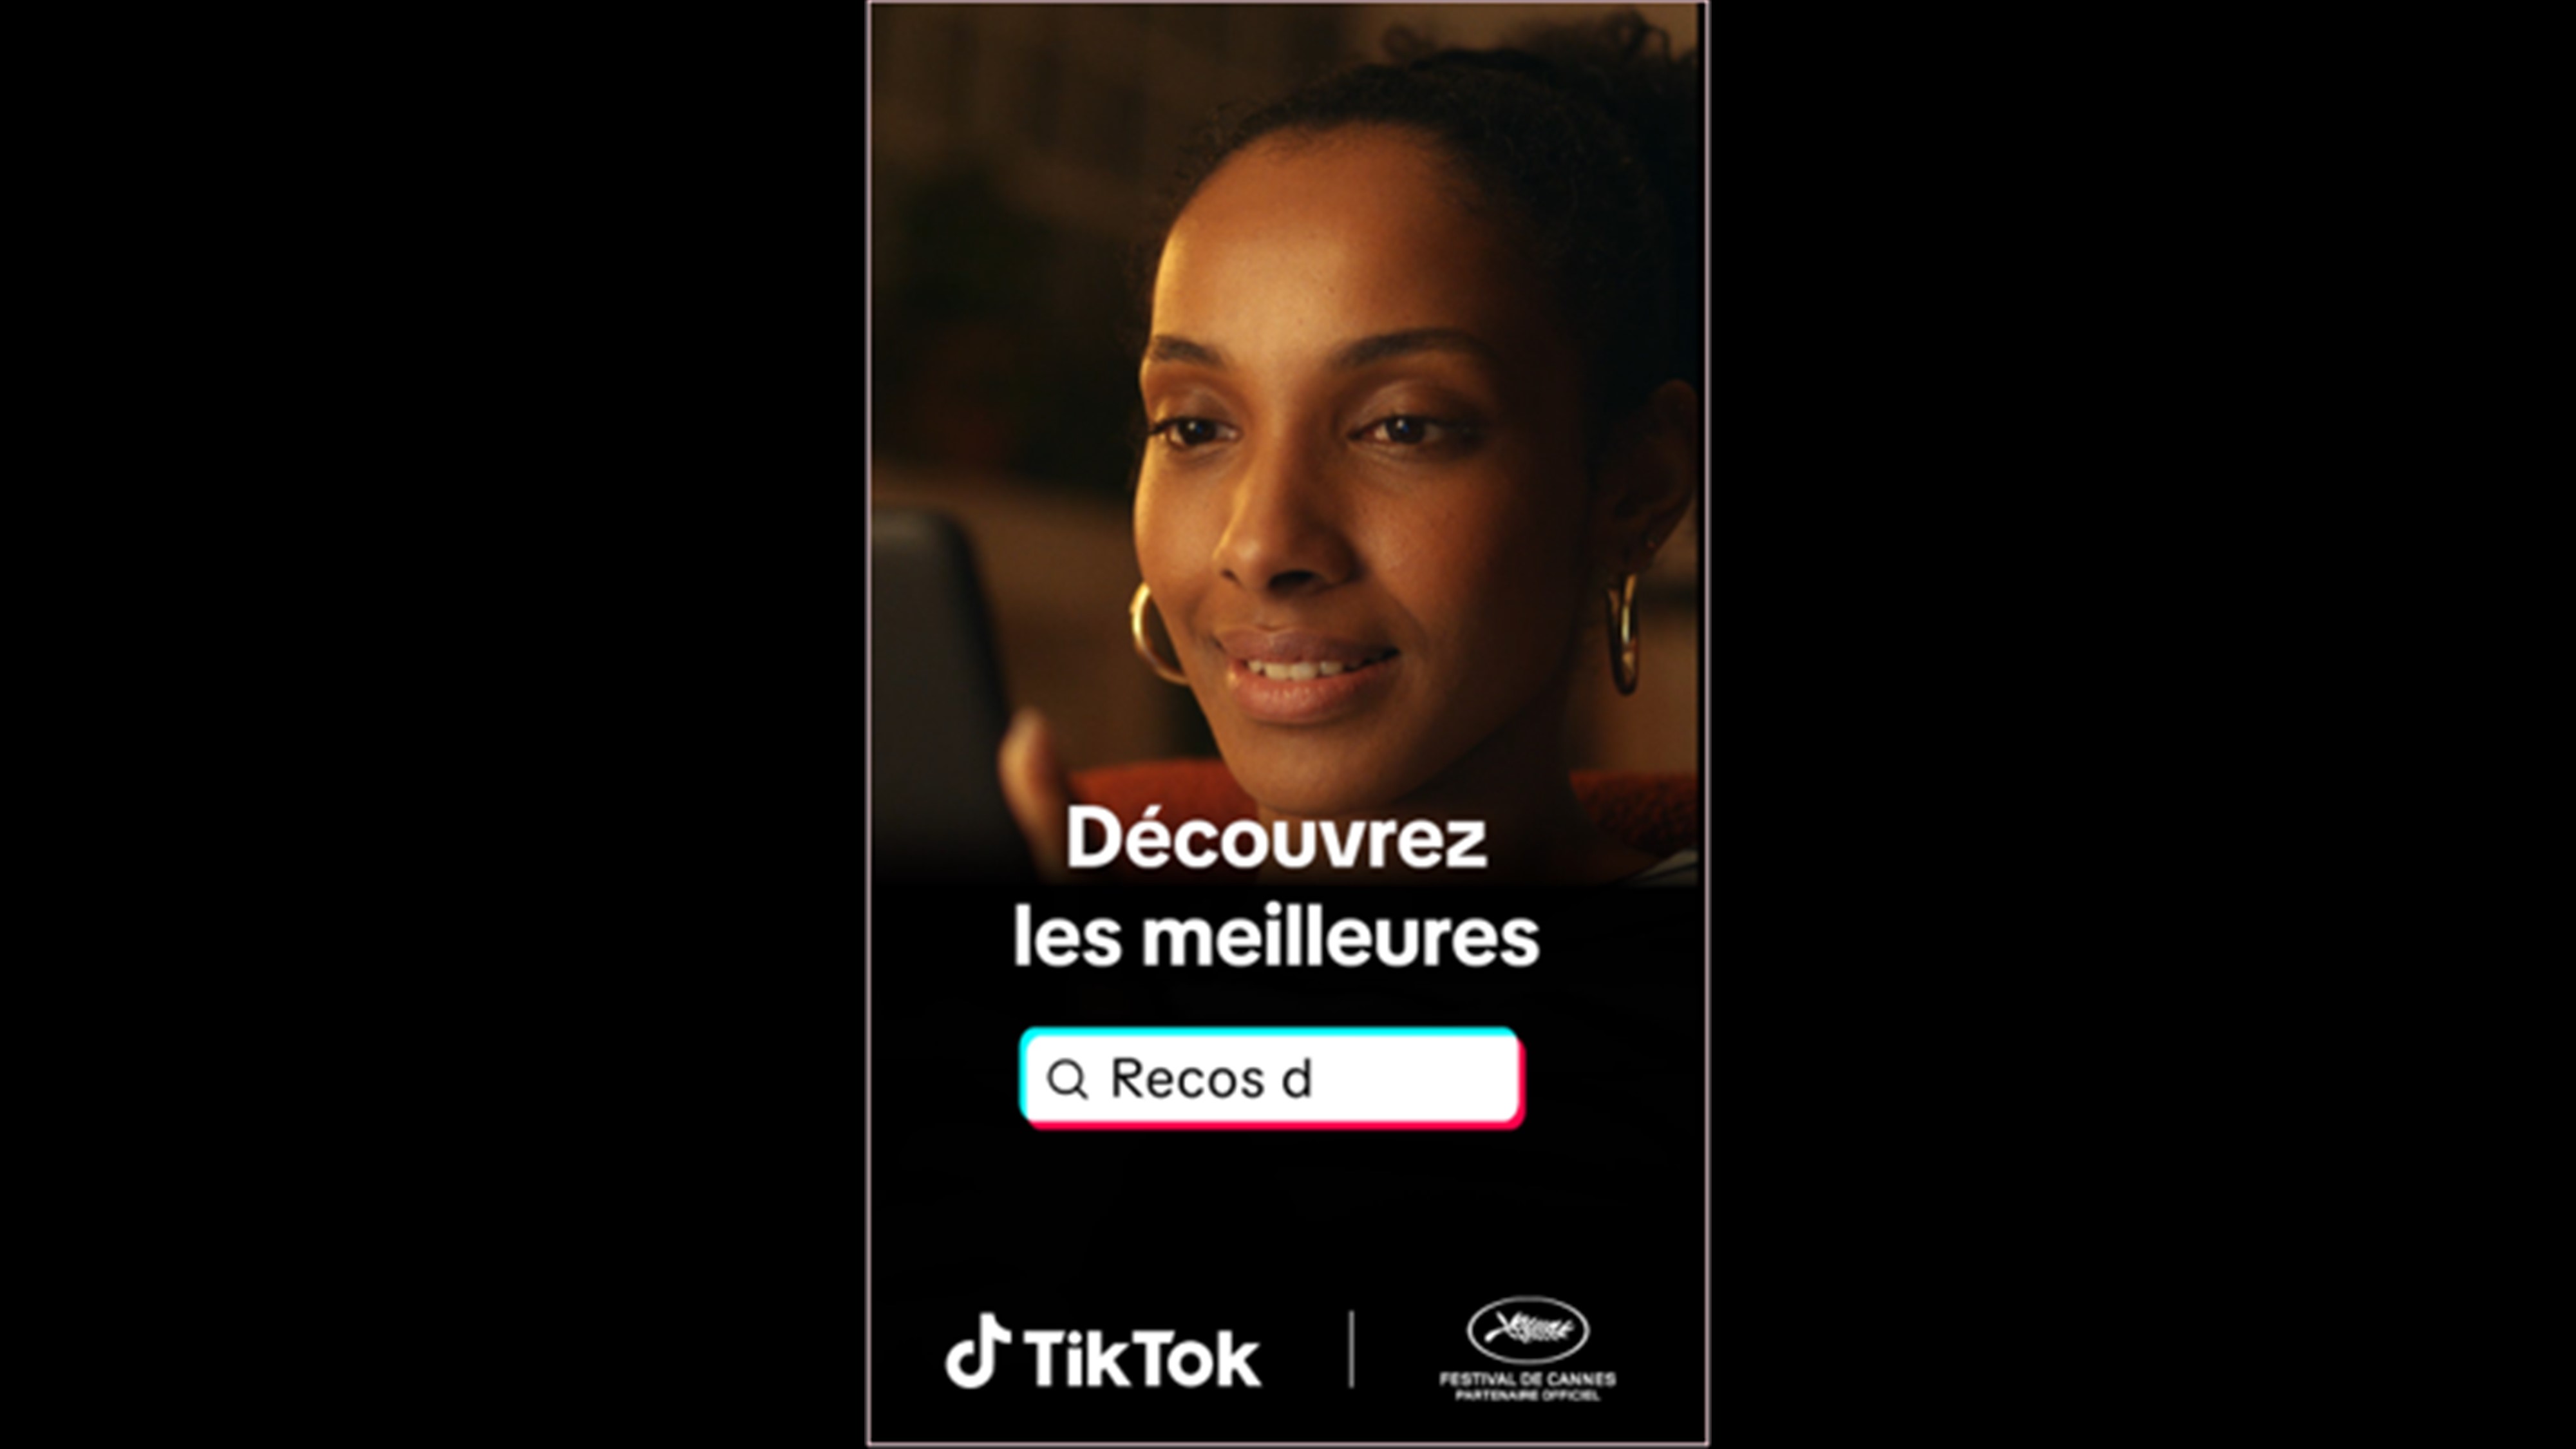 Découvrez
les meilleures
Recos d
TikTok
FESTIVAL DE CANNES
PARTENAIRE OFFICIEL